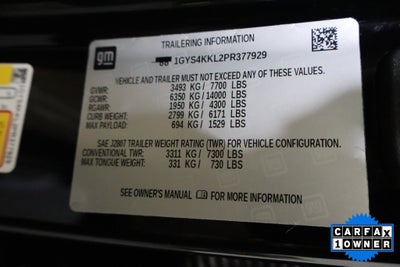 gm
TRAILERING INFORMATION
1GYS4KKL2PR377929
VEHICLE AND TRAILER MUST NOT EXCEED ANY OF THESE VALUES.
GVWR: 3493 KG / 7700 LBS
GCWR: 6350 KG / 14000 LBS
RGAWR: 1950 KG / 4300 LBS
CURB WEIGHT: 2799 KG / 6171 LBS
MAX PAYLOAD: 694 KG / 1529 LBS
SAE J2807 TRAILER WEIGHT RATING (TWR) FOR VEHICLE CONFIGURATION.
CONVENTIONAL TWR: 3311 KG / 7300 LBS
MAX TONGUE WEIGHT: 331 KG / 730 LBS
SEE OWNER'S MANUAL FOR MORE INFORMATION
CARFAX
1 OWNER